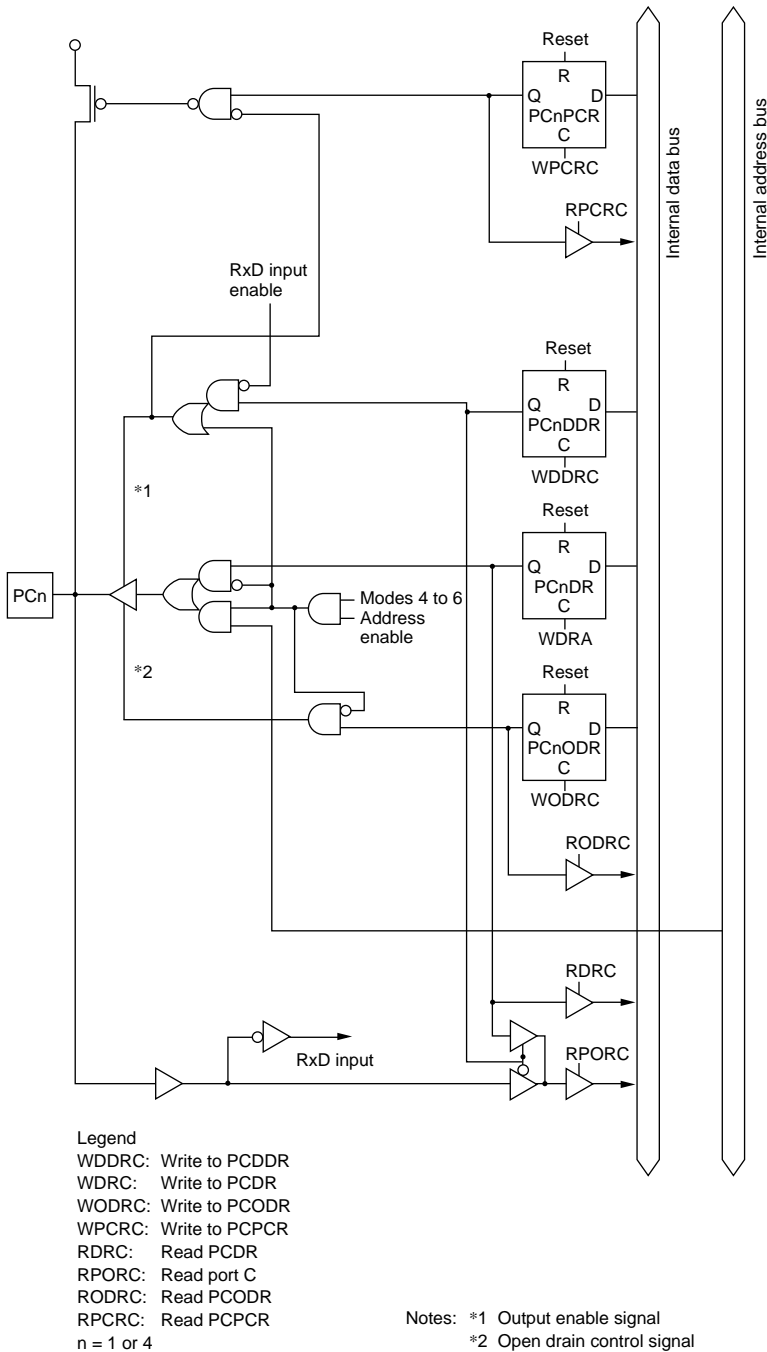 Reset
R
Q D
PCnPCR
C
WPCRC
RPCRC
Internal data bus
Internal address bus
RxD input
enable
Reset
R
Q D
PCnDDR
C
WDDRC
*1
Reset
R
Q D
PCnDR
C
WDRA
PCn
Modes 4 to 6
Address
enable
*2
Reset
R
Q D
PCnODR
C
WODRC
RODRC
RDRC
RxD input
RPORC
Legend
WDDRC: Write to PCDDR
WDRC: Write to PCDR
WODRC: Write to PCODR
WPCRC: Write to PCPCR
RDRC: Read PCDR
RPORC: Read port C
RODRC: Read PCODR
RPCRC: Read PCPCR
n = 1 or 4
Notes: *1 Output enable signal
*2 Open drain control signal